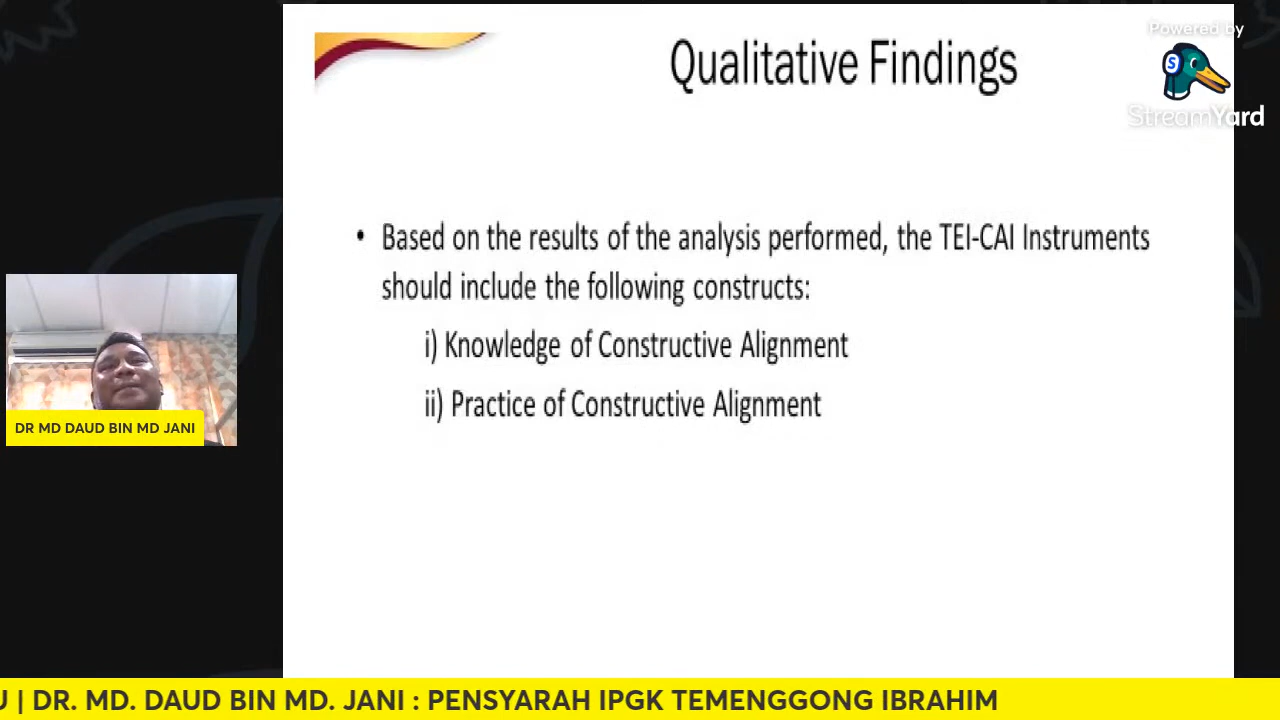 Powered by
StreamYard
Qualitative Findings
• Based on the results of the analysis performed, the TEI-CAI Instruments
should include the following constructs:
i) Knowledge of Constructive Alignment
ii) Practice of Constructive Alignment
DR MD DAUD BIN MD JANI
| DR. MD. DAUD BIN MD. JANI : PENSYARAH IPGK TEMENGGONG IBRAHIM